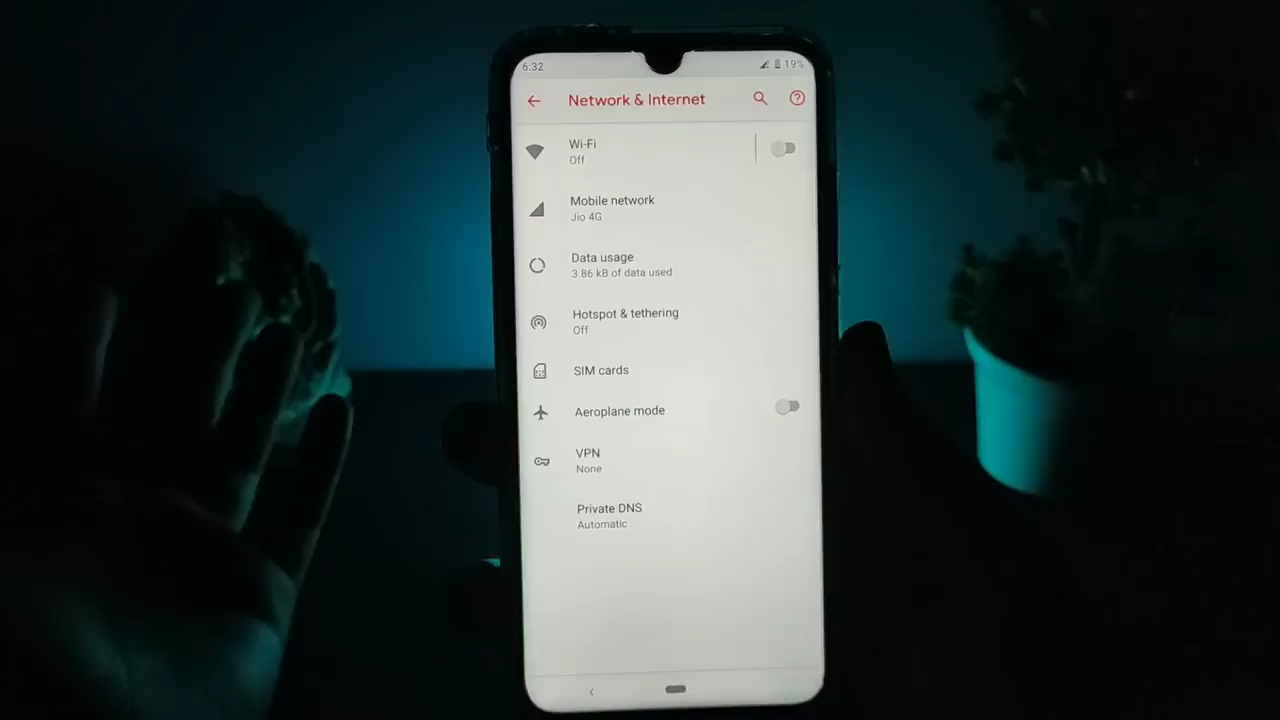 6:32
19%
Network & Internet
Wi-Fi
Off
Mobile network
Jio 4G
Data usage
3.86 kB of data used
Hotspot & tethering
Off
SIM cards
Aeroplane mode
VPN
None
Private DNS
Automatic